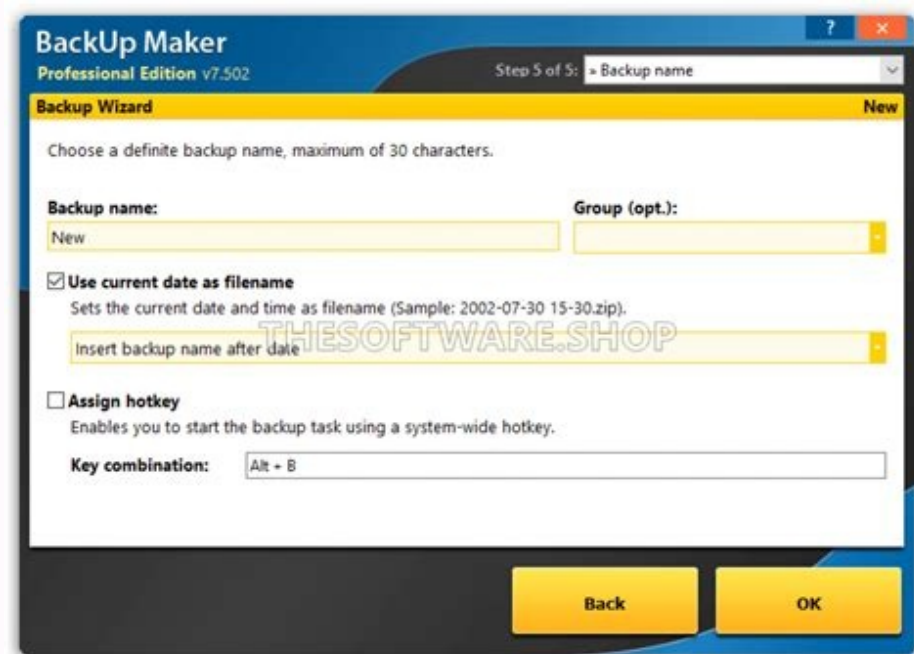 BackUp Maker
Professional Edition v7.502
?
Step 5 of 5: » Backup name
Backup Wizard New
Choose a definite backup name, maximum of 30 characters.
Backup name: Group (opt.):
New
Use current date as filename
Sets the current date and time as filename (Sample: 2002-07-30 15-30.zip).
THESOFTWARE.SHOP
Insert backup name after date
Assign hotkey
Enables you to start the backup task using a system-wide hotkey.
Key combination: Alt + B
Back OK